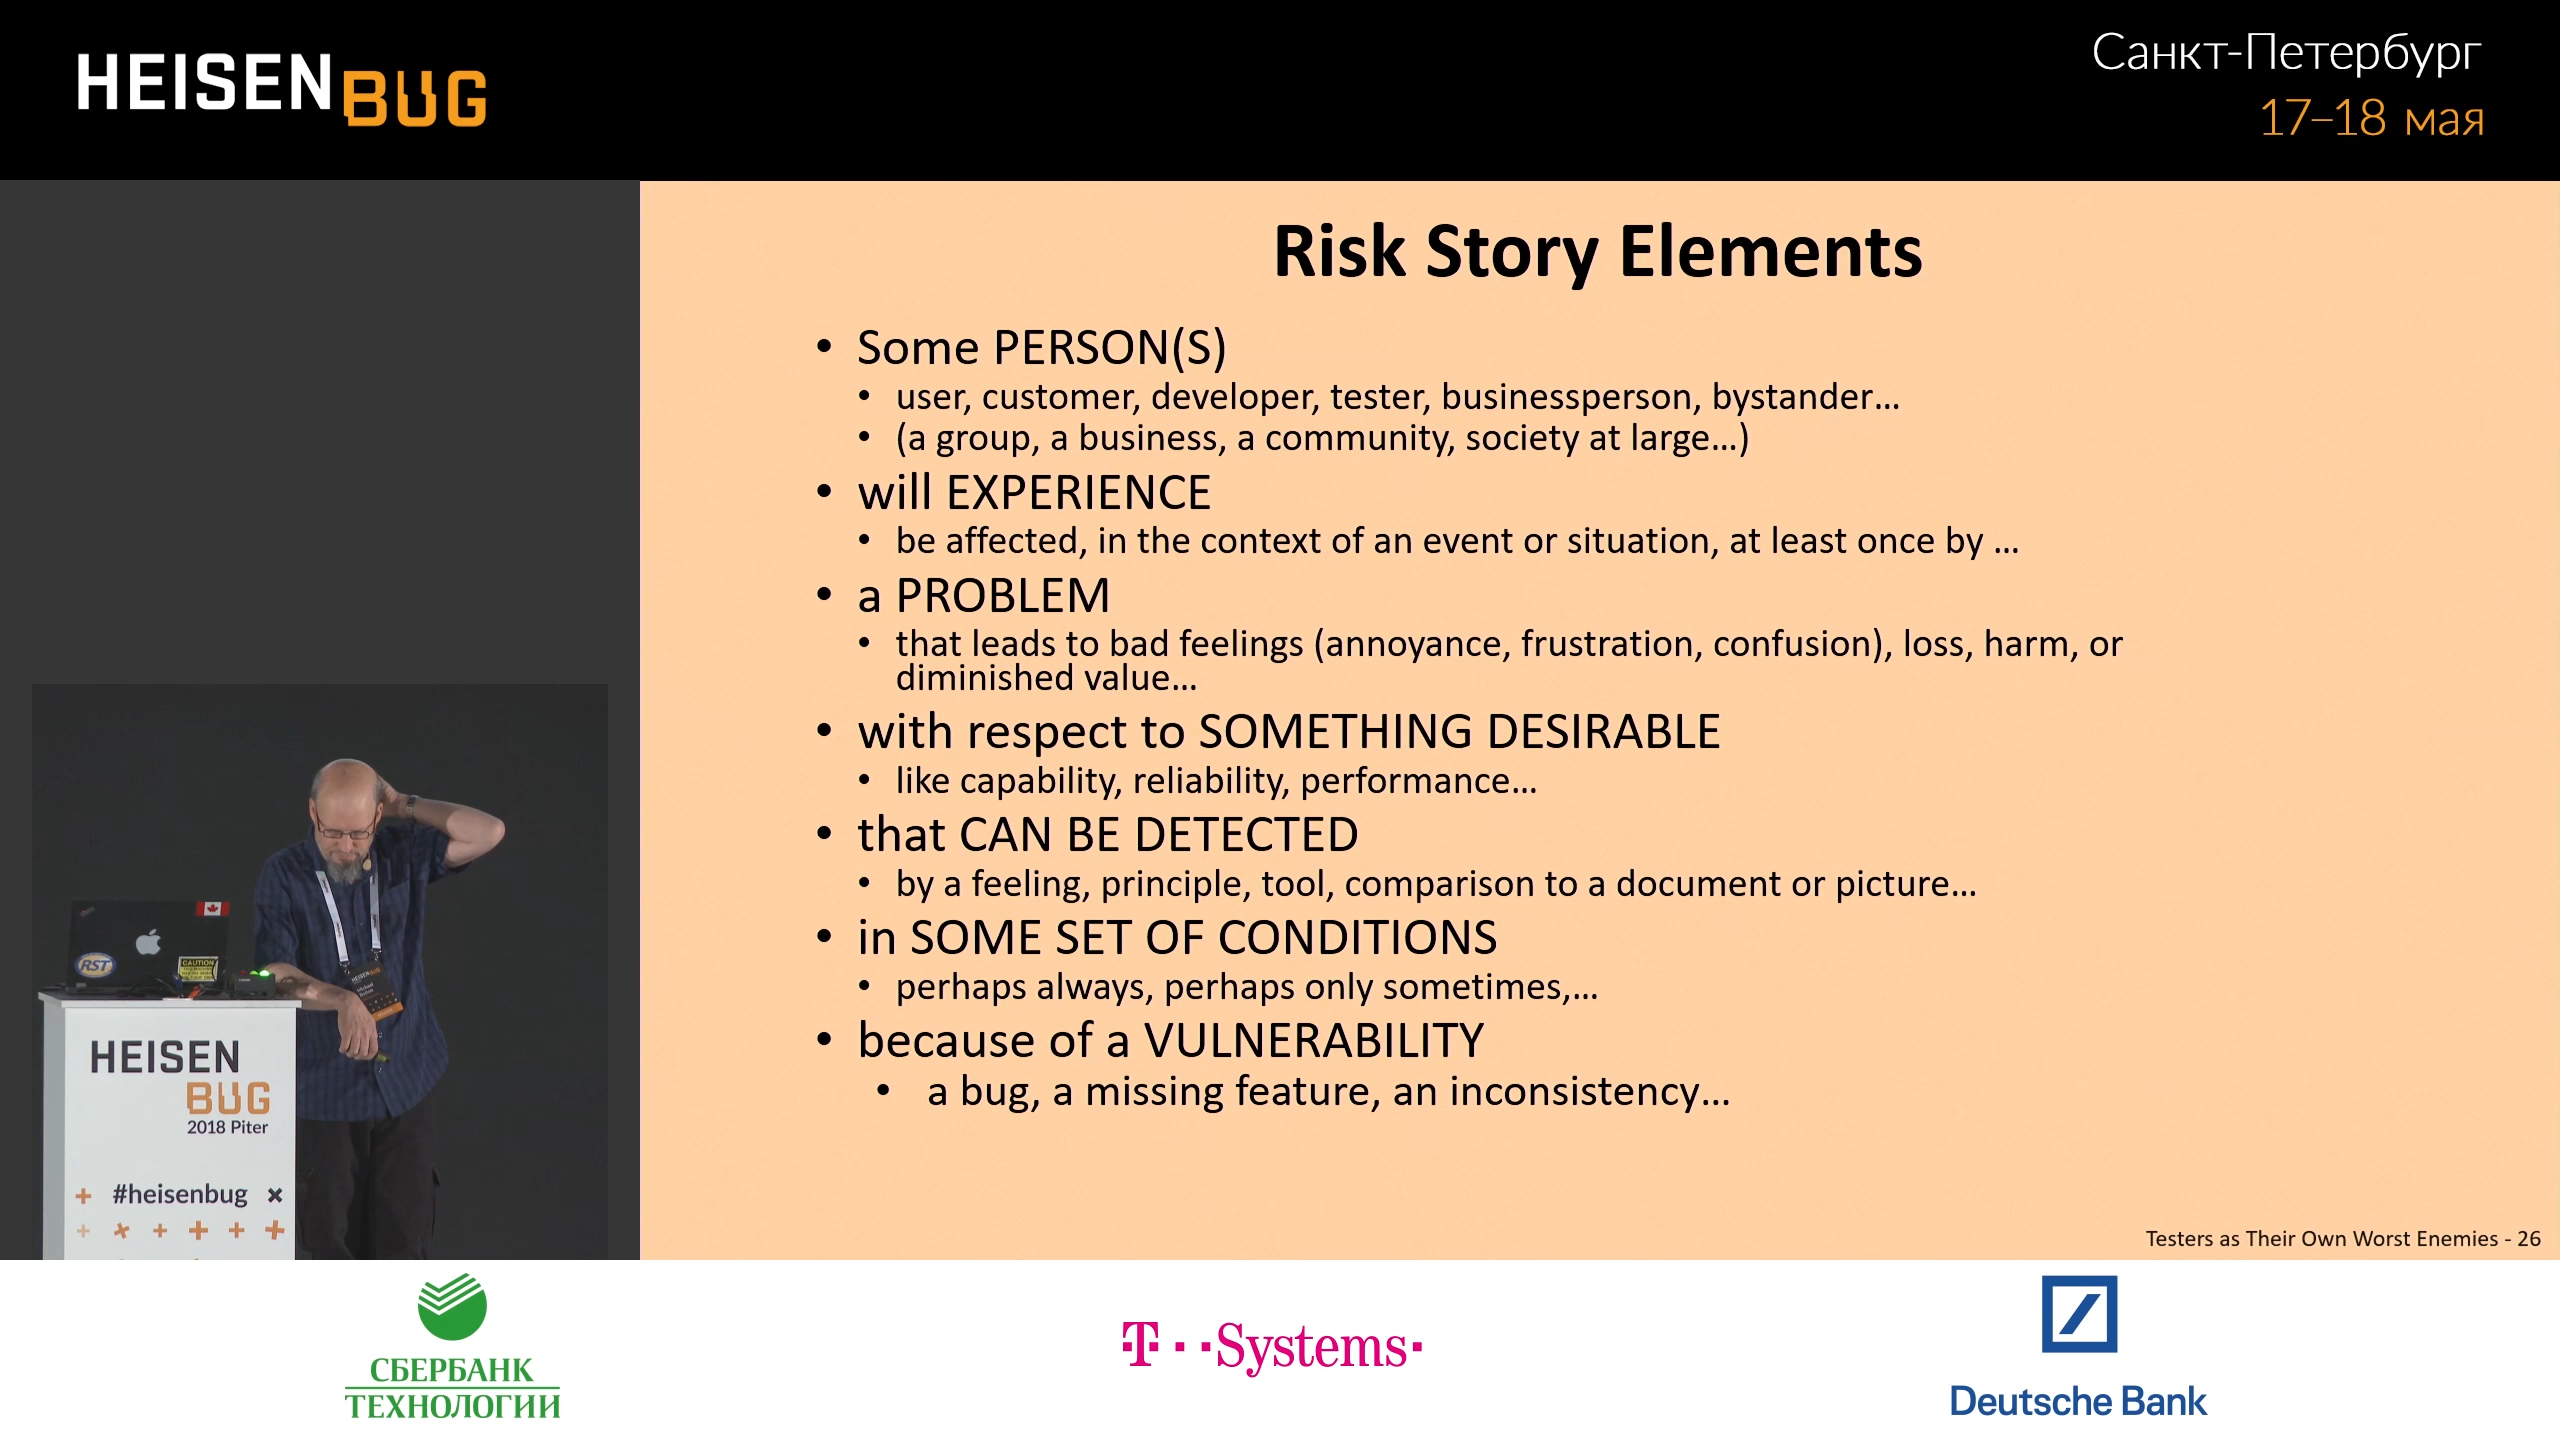 HEISENBUG
Санкт-Петербург
17–18 мая
Risk Story Elements
• Some PERSON(S)
• user, customer, developer, tester, businessperson, bystander…
• (a group, a business, a community, society at large…)
• will EXPERIENCE
• be affected, in the context of an event or situation, at least once by …
• a PROBLEM
• that leads to bad feelings (annoyance, frustration, confusion), loss, harm, or
diminished value…
• with respect to SOMETHING DESIRABLE
• like capability, reliability, performance…
• that CAN BE DETECTED
• by a feeling, principle, tool, comparison to a document or picture…
• in SOME SET OF CONDITIONS
• perhaps always, perhaps only sometimes,…
• because of a VULNERABILITY
• a bug, a missing feature, an inconsistency…
Testers as Their Own Worst Enemies - 26
RST
CAUTION
HEISENBUG
Michael
HEISEN
BUG
2018 Piter
#heisenbug
СБЕРБАНК
ТЕХНОЛОГИИ
T··Systems·
Deutsche Bank